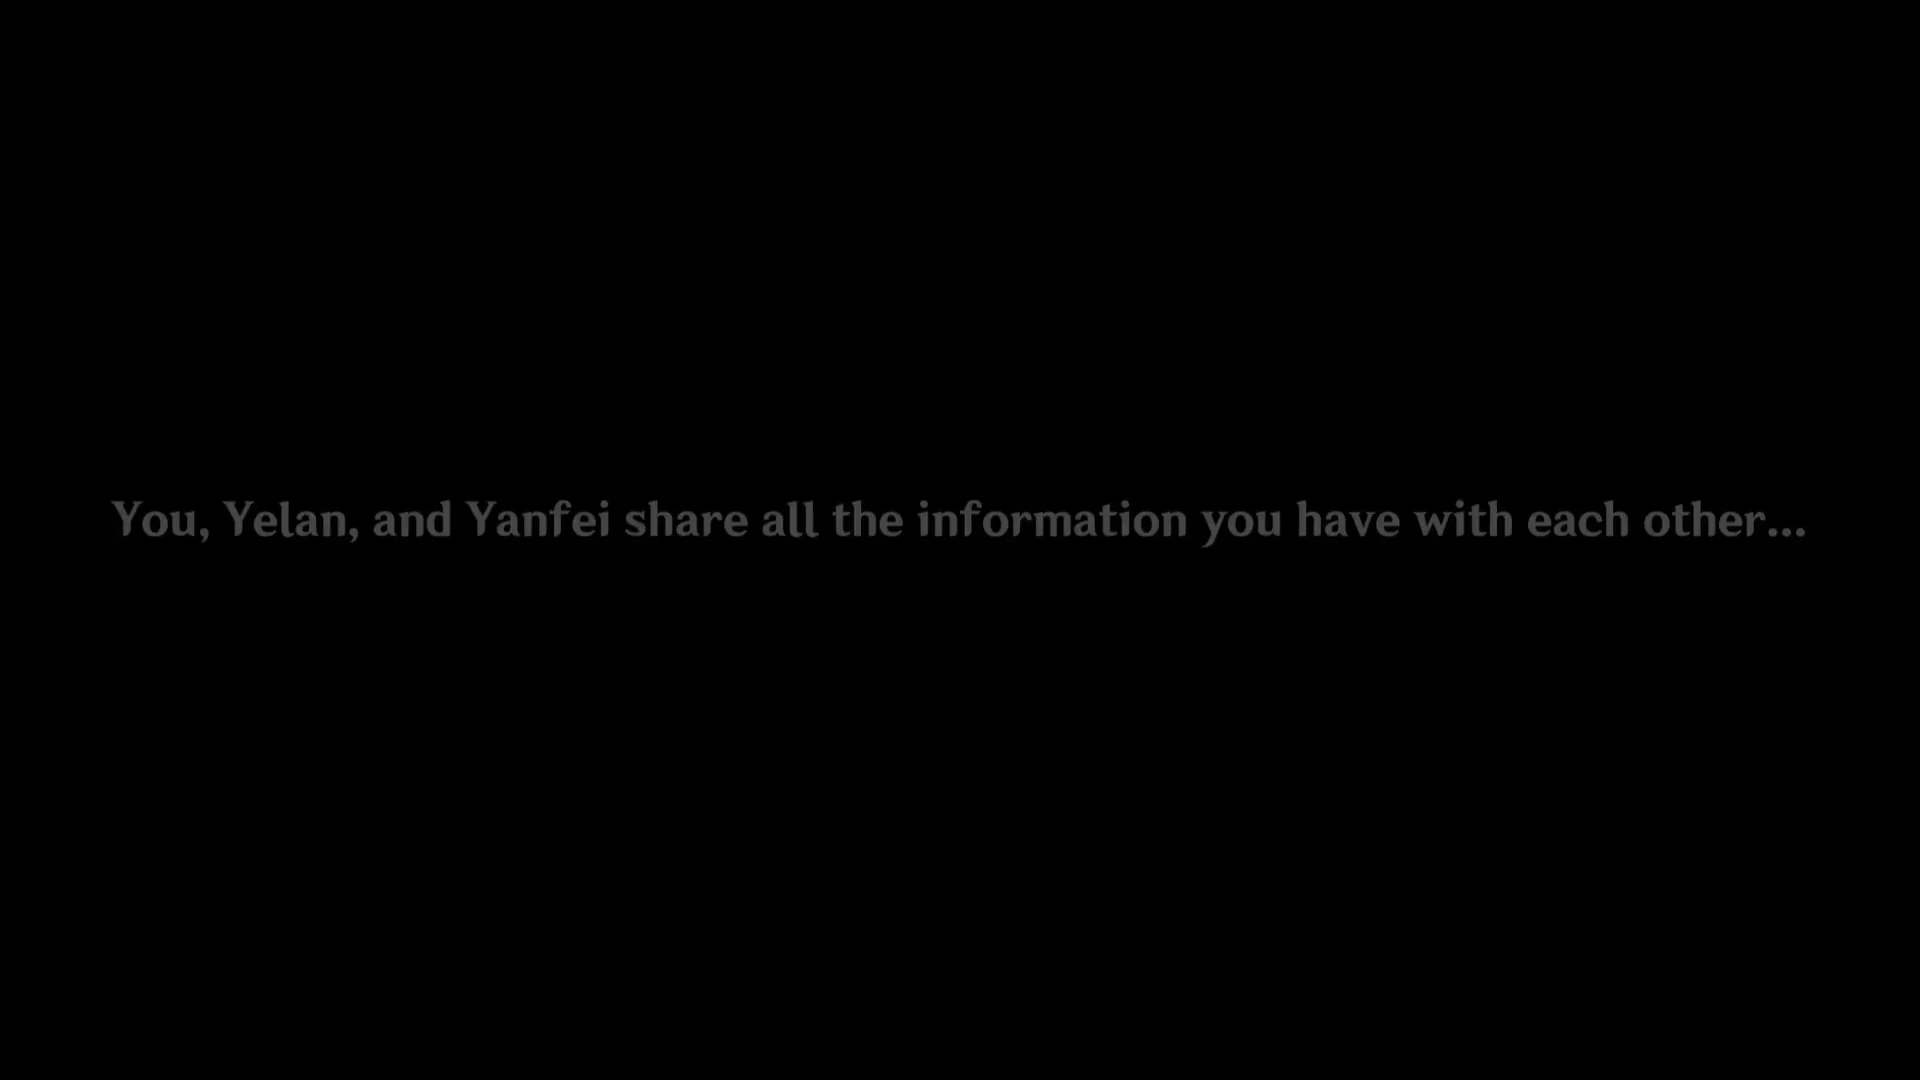 You, Yelan, and Yanfei share all the information you have with each other...